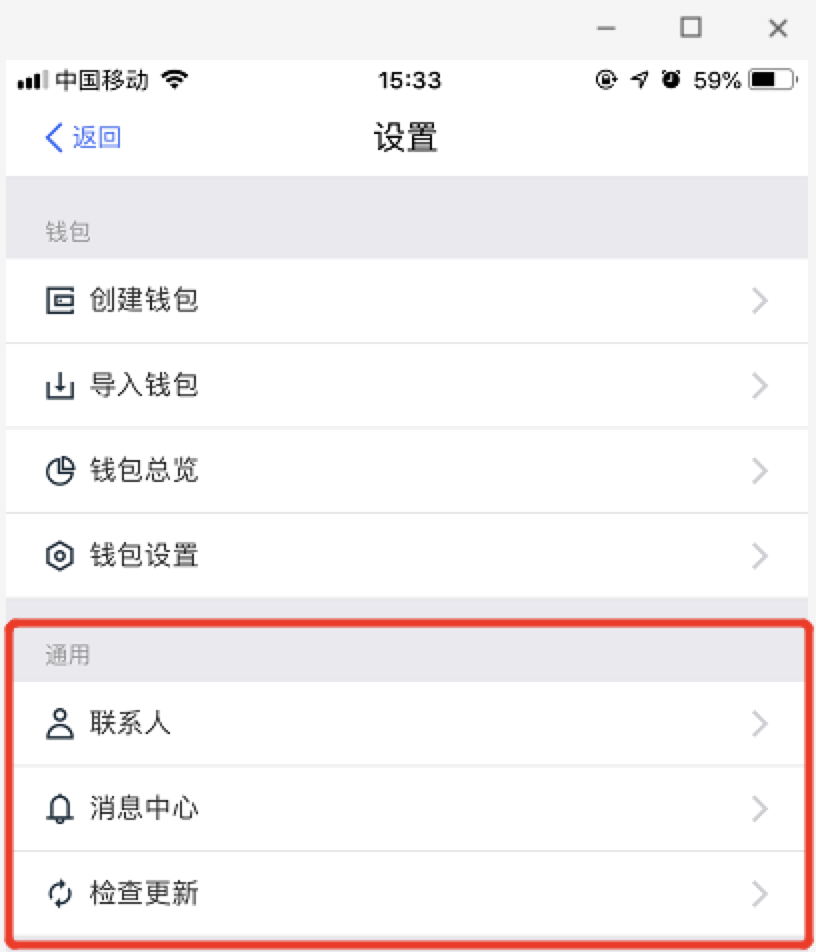 中国移动 15:33 59%
返回 设置
钱包
创建钱包
导入钱包
钱包总览
钱包设置
通用
联系人
消息中心
检查更新